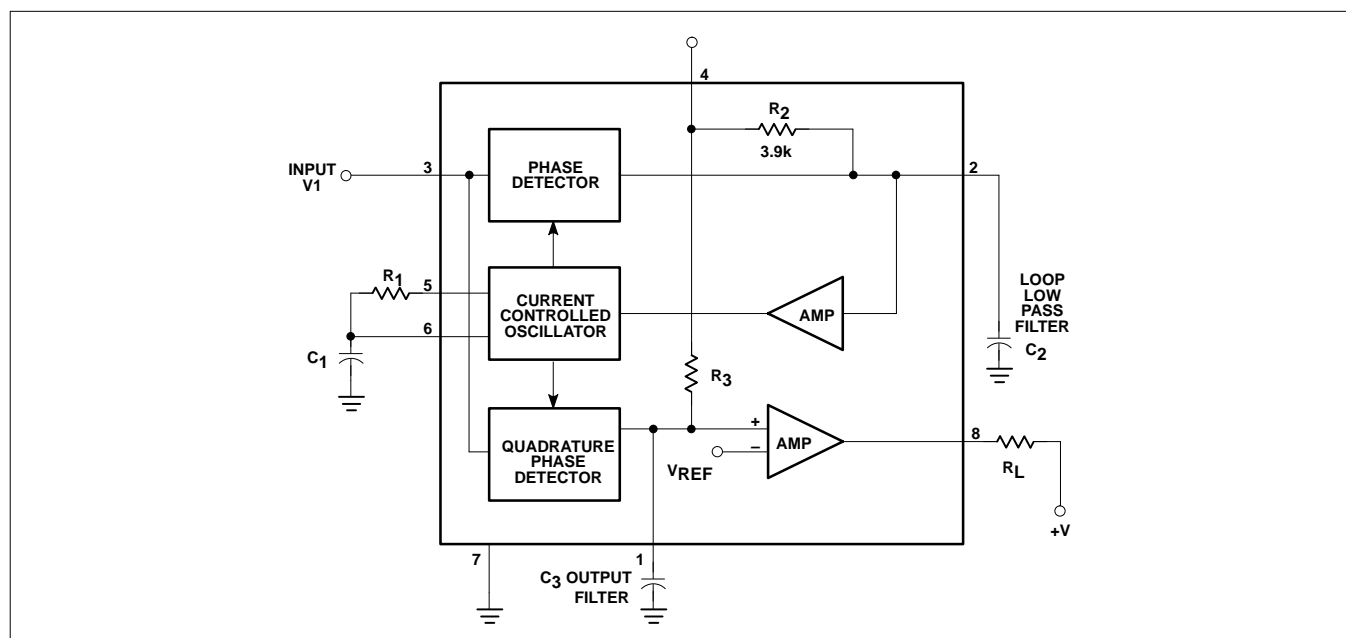 4
R2
3.9k
INPUT
V1
3
PHASE
DETECTOR
2
R1
5
6
C1
CURRENT
CONTROLLED
OSCILLATOR
AMP
LOOP
LOW
PASS
FILTER
C2
R3
QUADRATURE
PHASE
DETECTOR
+
–
VREF
AMP
8
RL
+V
7
1
C3 OUTPUT
FILTER